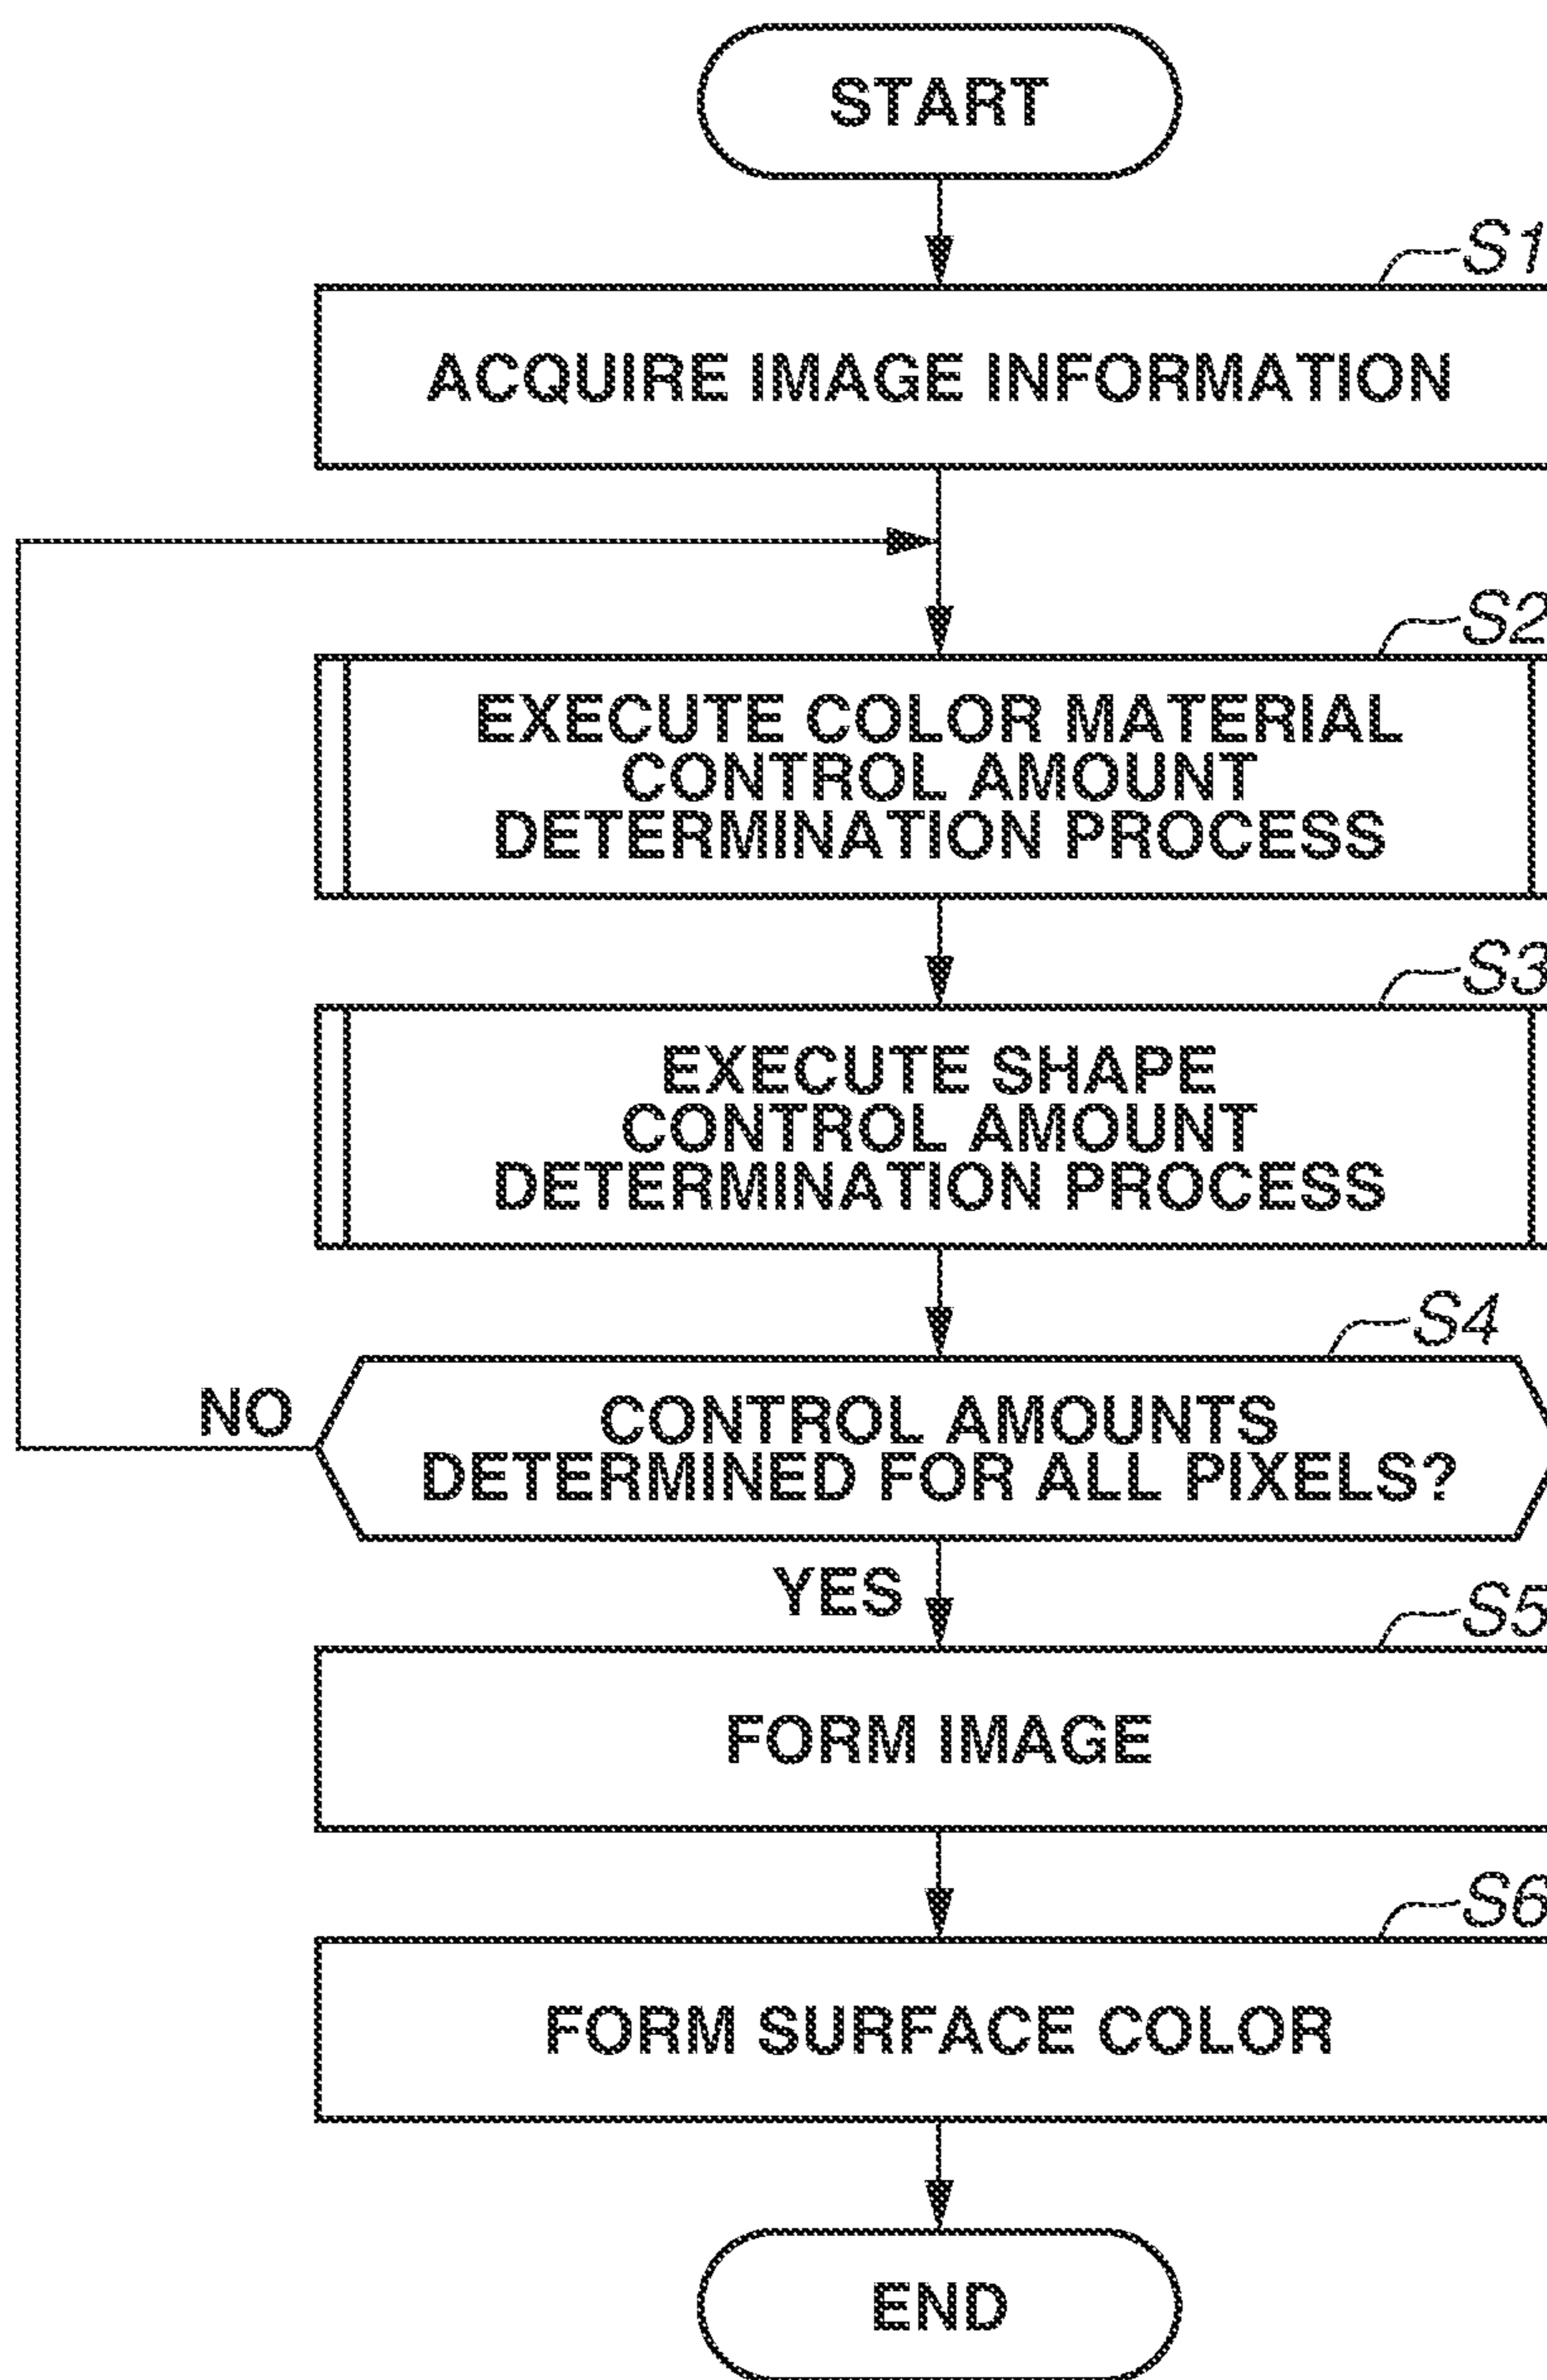 START
S1
ACQUIRE IMAGE INFORMATION
S2
EXECUTE COLOR MATERIAL
CONTROL AMOUNT
DETERMINATION PROCESS
S3
EXECUTE SHAPE
CONTROL AMOUNT
DETERMINATION PROCESS
S4
NO
CONTROL AMOUNTS
DETERMINED FOR ALL PIXELS?
YES
S5
FORM IMAGE
S6
FORM SURFACE COLOR
END